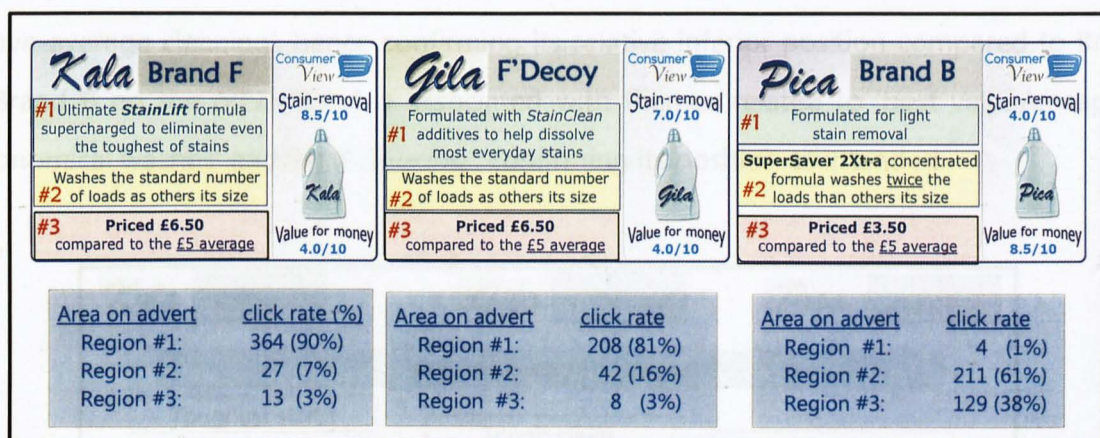 Kala Brand F
Consumer
View
#1 Ultimate StainLift formula
supercharged to eliminate even
the toughest of stains
#2 Washes the standard number
of loads as others its size
#3 Priced £6.50
compared to the £5 average
Stain-removal
8.5/10
Kala
Value for money
4.0/10
Gila F'Decoy
Consumer
View
#1 Formulated with StainClean
additives to help dissolve
most everyday stains
#2 Washes the standard number
of loads as others its size
#3 Priced £6.50
compared to the £5 average
Stain-removal
7.0/10
Gila
Value for money
4.0/10
Pica Brand B
Consumer
View
#1 Formulated for light
stain removal
#2 SuperSaver 2Xtra concentrated
formula washes twice the
loads than others its size
#3 Priced £3.50
compared to the £5 average
Stain-removal
4.0/10
Pica
Value for money
8.5/10
Area on advert click rate (%)
Region #1: 364 (90%)
Region #2: 27 (7%)
Region #3: 13 (3%)
Area on advert click rate
Region #1: 208 (81%)
Region #2: 42 (16%)
Region #3: 8 (3%)
Area on advert click rate
Region #1: 4 (1%)
Region #2: 211 (61%)
Region #3: 129 (38%)